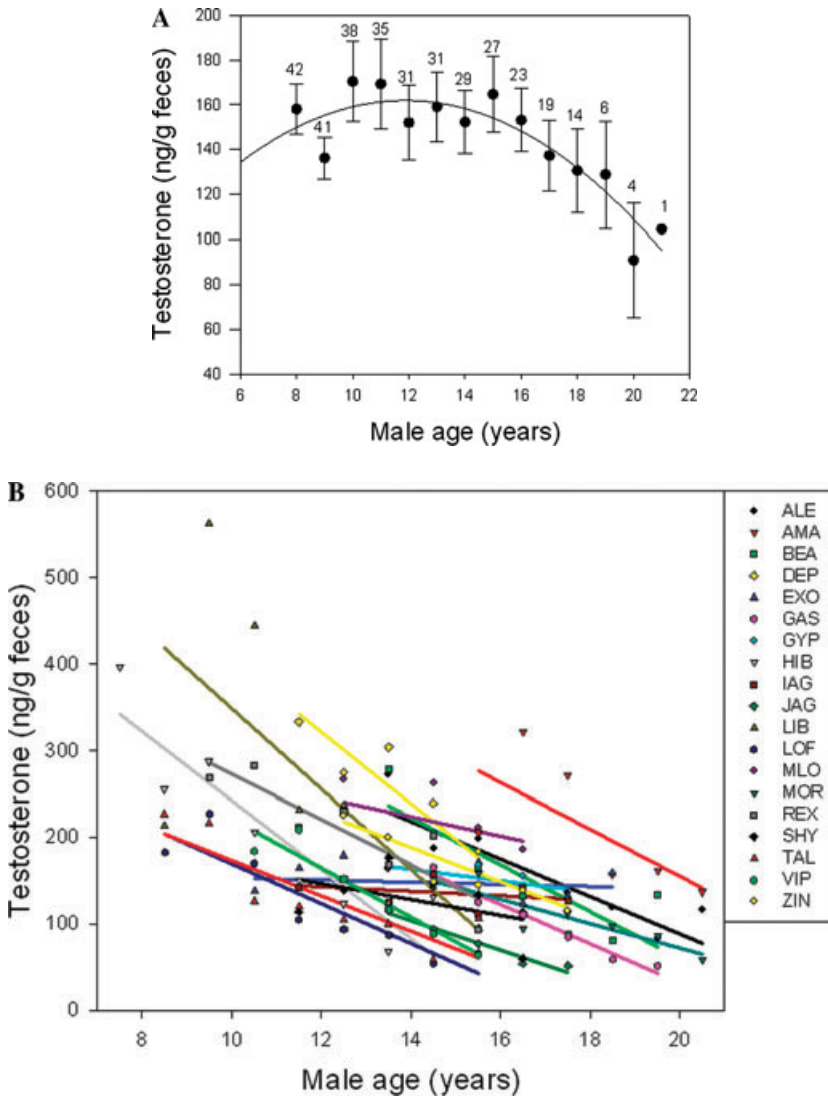 A
Testosterone (ng/g feces)
200
180
160
140
120
100
80
60
40
42
41
38
35
31
31
29
27
23
19
14
6
4
1
6 8 10 12 14 16 18 20 22
Male age (years)
B
Testosterone (ng/g feces)
600
500
400
300
200
100
0
8 10 12 14 16 18 20
Male age (years)
ALE
AMA
BEA
DEP
EXO
GAS
GYP
HIB
IAG
JAG
LIB
LOF
MLO
MOR
REX
SHY
TAL
VIP
ZIN